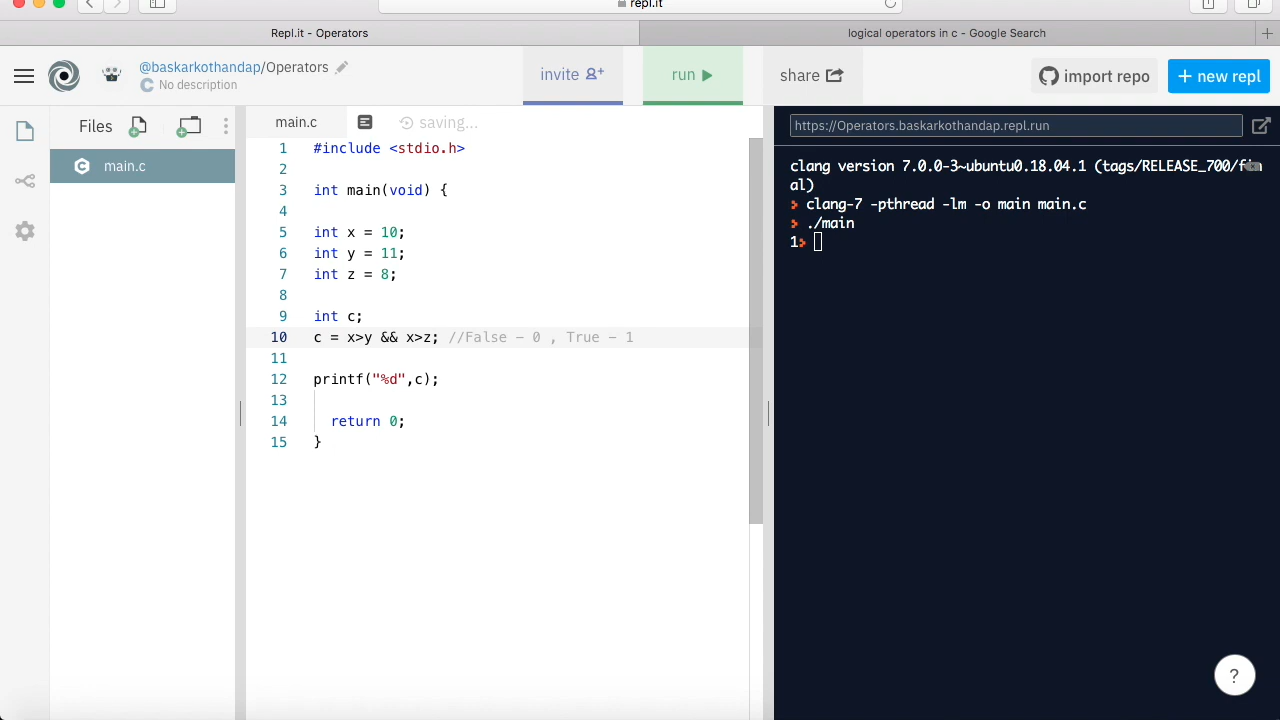 repl.it
Repl.it - Operators
logical operators in c - Google Search
@baskarkothandap/Operators
No description
invite
run
share
import repo
+ new repl
Files
main.c
main.c
saving...
https://Operators.baskarkothandap.repl.run
1 #include <stdio.h>
2
3 int main(void) {
4
5 int x = 10;
6 int y = 11;
7 int z = 8;
8
9 int c;
10 c = x>y && x>z; //False - 0 , True - 1
11
12 printf("%d",c);
13
14 return 0;
15 }
clang version 7.0.0-3~ubuntu0.18.04.1 (tags/RELEASE_700/fin
al)
> clang-7 -pthread -lm -o main main.c
> ./main
1>
?